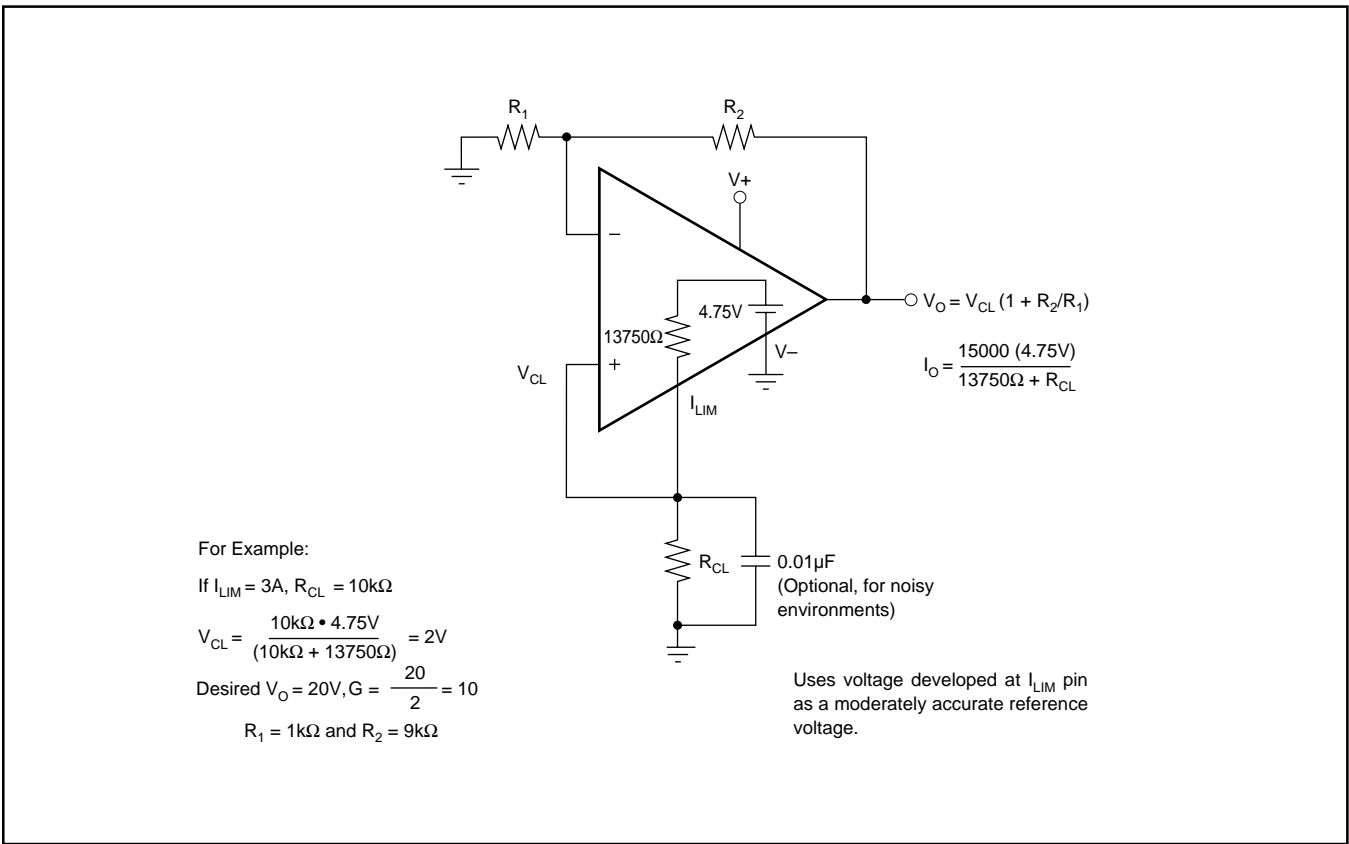 R1
R2
V+
–
4.75V
13750Ω
V–
+
VCL
ILIM
VO = VCL (1 + R2/R1)
IO = 15000 (4.75V) / 13750Ω + RCL
RCL
0.01µF
(Optional, for noisy
environments)
For Example:
If ILIM = 3A, RCL = 10kΩ
VCL = 10kΩ • 4.75V / (10kΩ + 13750Ω) = 2V
Desired VO = 20V, G = 20 / 2 = 10
R1 = 1kΩ and R2 = 9kΩ
Uses voltage developed at ILIM pin
as a moderately accurate reference
voltage.